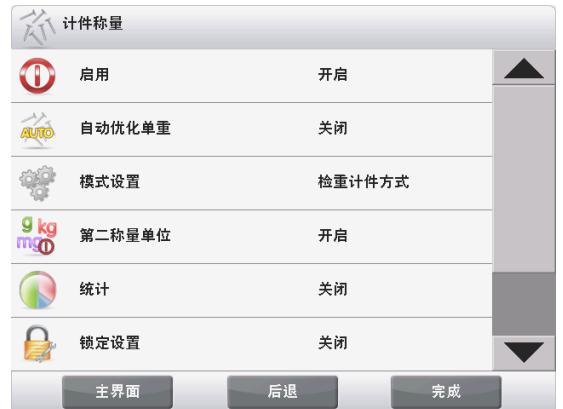 计件称量
启用 开启
AUTO 自动优化单重 关闭
模式设置 检重计件方式
g kg mg 第二称量单位 开启
统计 关闭
锁定设置 关闭
主界面 后退 完成